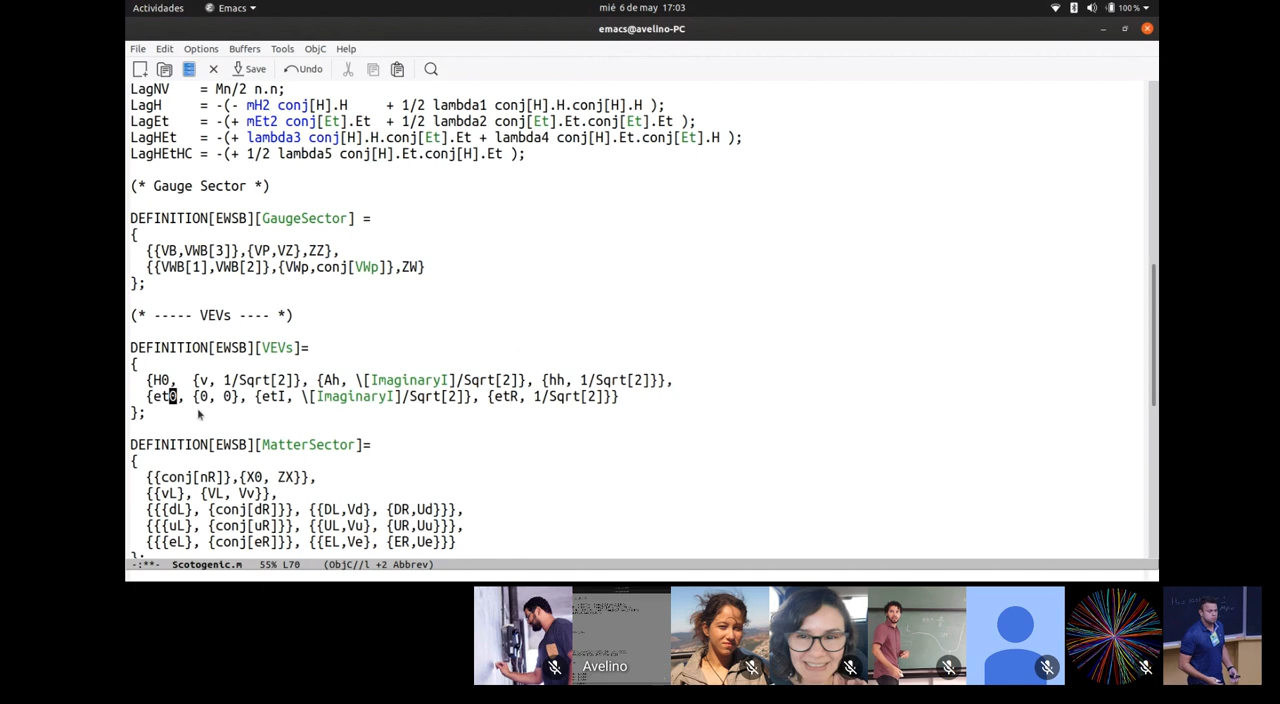 Actividades Emacs mié 6 de may 17:03 100 %
emacs@avelino-PC
File Edit Options Buffers Tools ObjC Help
Save Undo
LagNV    = Mn/2 n.n;
LagH     = -(- mH2 conj[H].H     + 1/2 lambda1 conj[H].H.conj[H].H );
LagEt    = -(+ mEt2 conj[Et].Et  + 1/2 lambda2 conj[Et].Et.conj[Et].Et );
LagHEt   = -(+ lambda3 conj[H].H.conj[Et].Et + lambda4 conj[H].Et.conj[Et].H );
LagHEtHC = -(+ 1/2 lambda5 conj[H].Et.conj[H].Et );
(* Gauge Sector *)
DEFINITION[EWSB][GaugeSector] =
{
  {{VB,VWB[3]},{VP,VZ},ZZ},
  {{VWB[1],VWB[2]},{VWp,conj[VWp]},ZW}
};
(* ----- VEVs ---- *)
DEFINITION[EWSB][VEVs]=
{
  {H0,  {v, 1/Sqrt[2]}, {Ah, \[ImaginaryI]/Sqrt[2]}, {hh, 1/Sqrt[2]}},
  {et0, {0, 0}, {etI, \[ImaginaryI]/Sqrt[2]}, {etR, 1/Sqrt[2]}}
};
DEFINITION[EWSB][MatterSector]=
{
  {{conj[nR]},{X0, ZX}},
  {{vL}, {VL, Vv}},
  {{{dL}, {conj[dR]}}, {{DL,Vd}, {DR,Ud}}},
  {{{uL}, {conj[uR]}}, {{UL,Vu}, {UR,Uu}}},
  {{{eL}, {conj[eR]}}, {{EL,Ve}, {ER,Ue}}}
};
-:**-  Scotogenic.m   55% L70    (ObjC//l +2 Abbrev)
Avelino